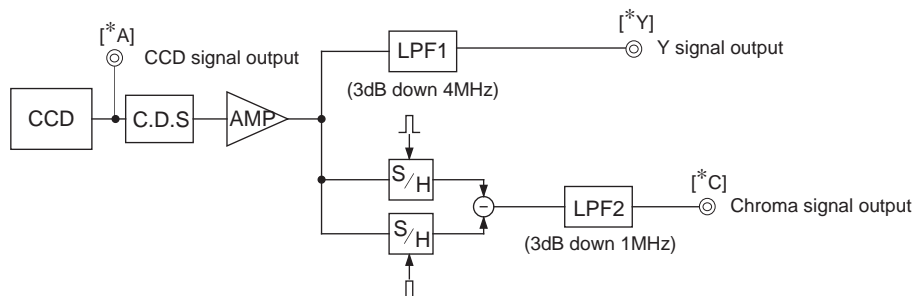 [*A]
CCD signal output
CCD
C.D.S
AMP
LPF1
(3dB down 4MHz)
[*Y]
Y signal output
S/H
S/H
−
LPF2
(3dB down 1MHz)
[*C]
Chroma signal output